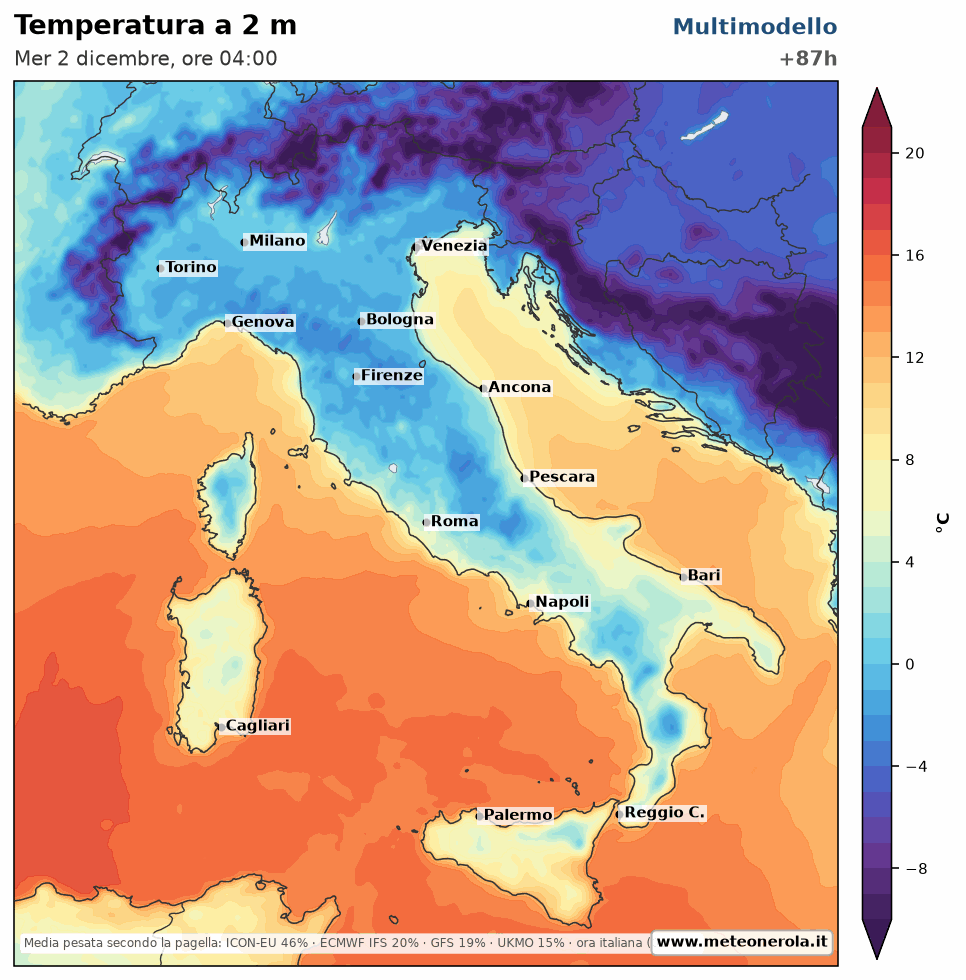 Temperatura a 2 m
Multimodello
Mer 2 dicembre, ore 04:00
+87h
20
16
12
8
4
0
−4
−8
°C
Milano
Venezia
Torino
Genova
Bologna
Firenze
Ancona
Pescara
Roma
Bari
Napoli
Cagliari
Palermo
Reggio C.
Media pesata secondo la pagella: ICON-EU 46% · ECMWF IFS 20% · GFS 19% · UKMO 15% · ora italiana (
www.meteonerola.it